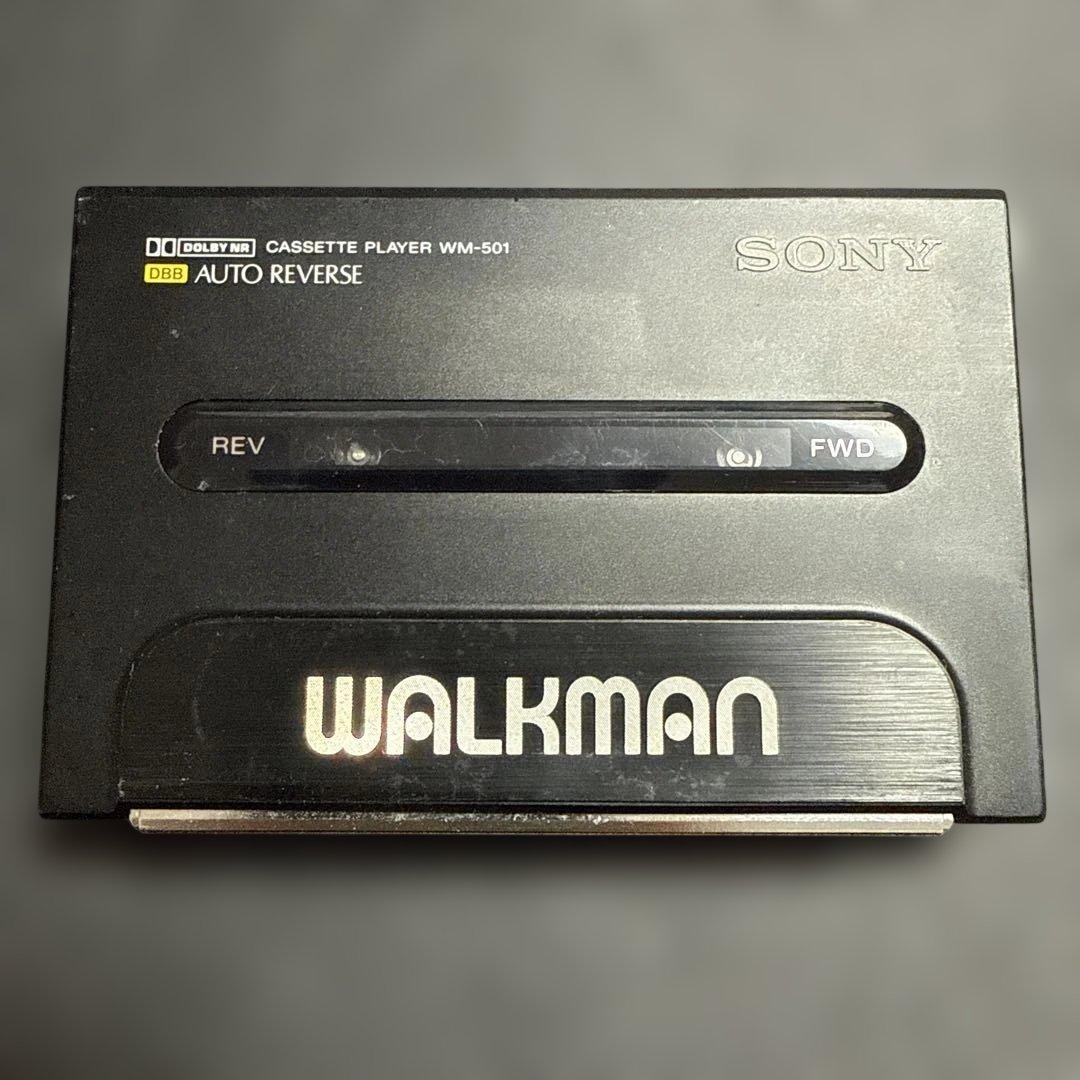 DOLBY NR CASSETTE PLAYER WM-501
DBB AUTO REVERSE
SONY
REV FWD
WALKMAN